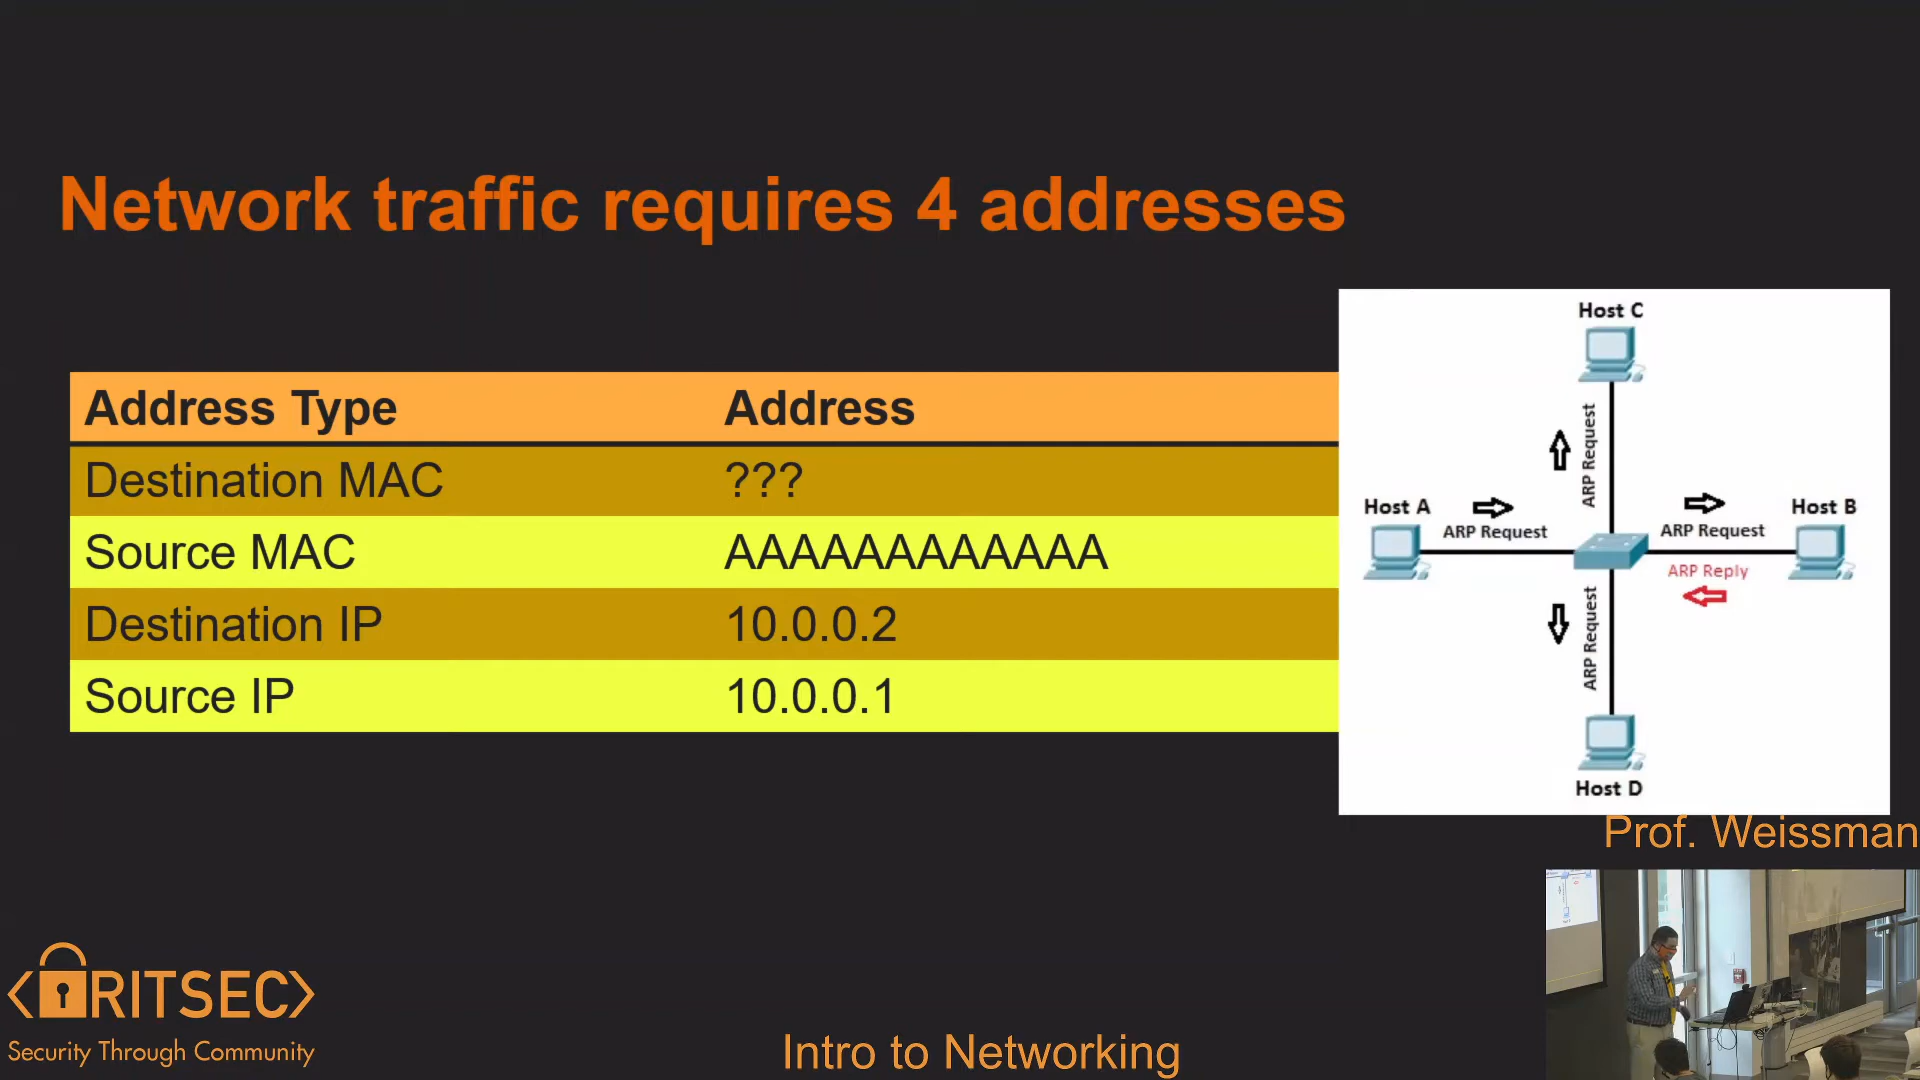 Network traffic requires 4 addresses
Address Type Address
Destination MAC ???
Source MAC AAAAAAAAAAAA
Destination IP 10.0.0.2
Source IP 10.0.0.1
Host C
ARP Request
Host A
ARP Request
ARP Request
Host B
ARP Reply
ARP Request
Host D
Prof. Weissman
RITSEC
Security Through Community
Intro to Networking